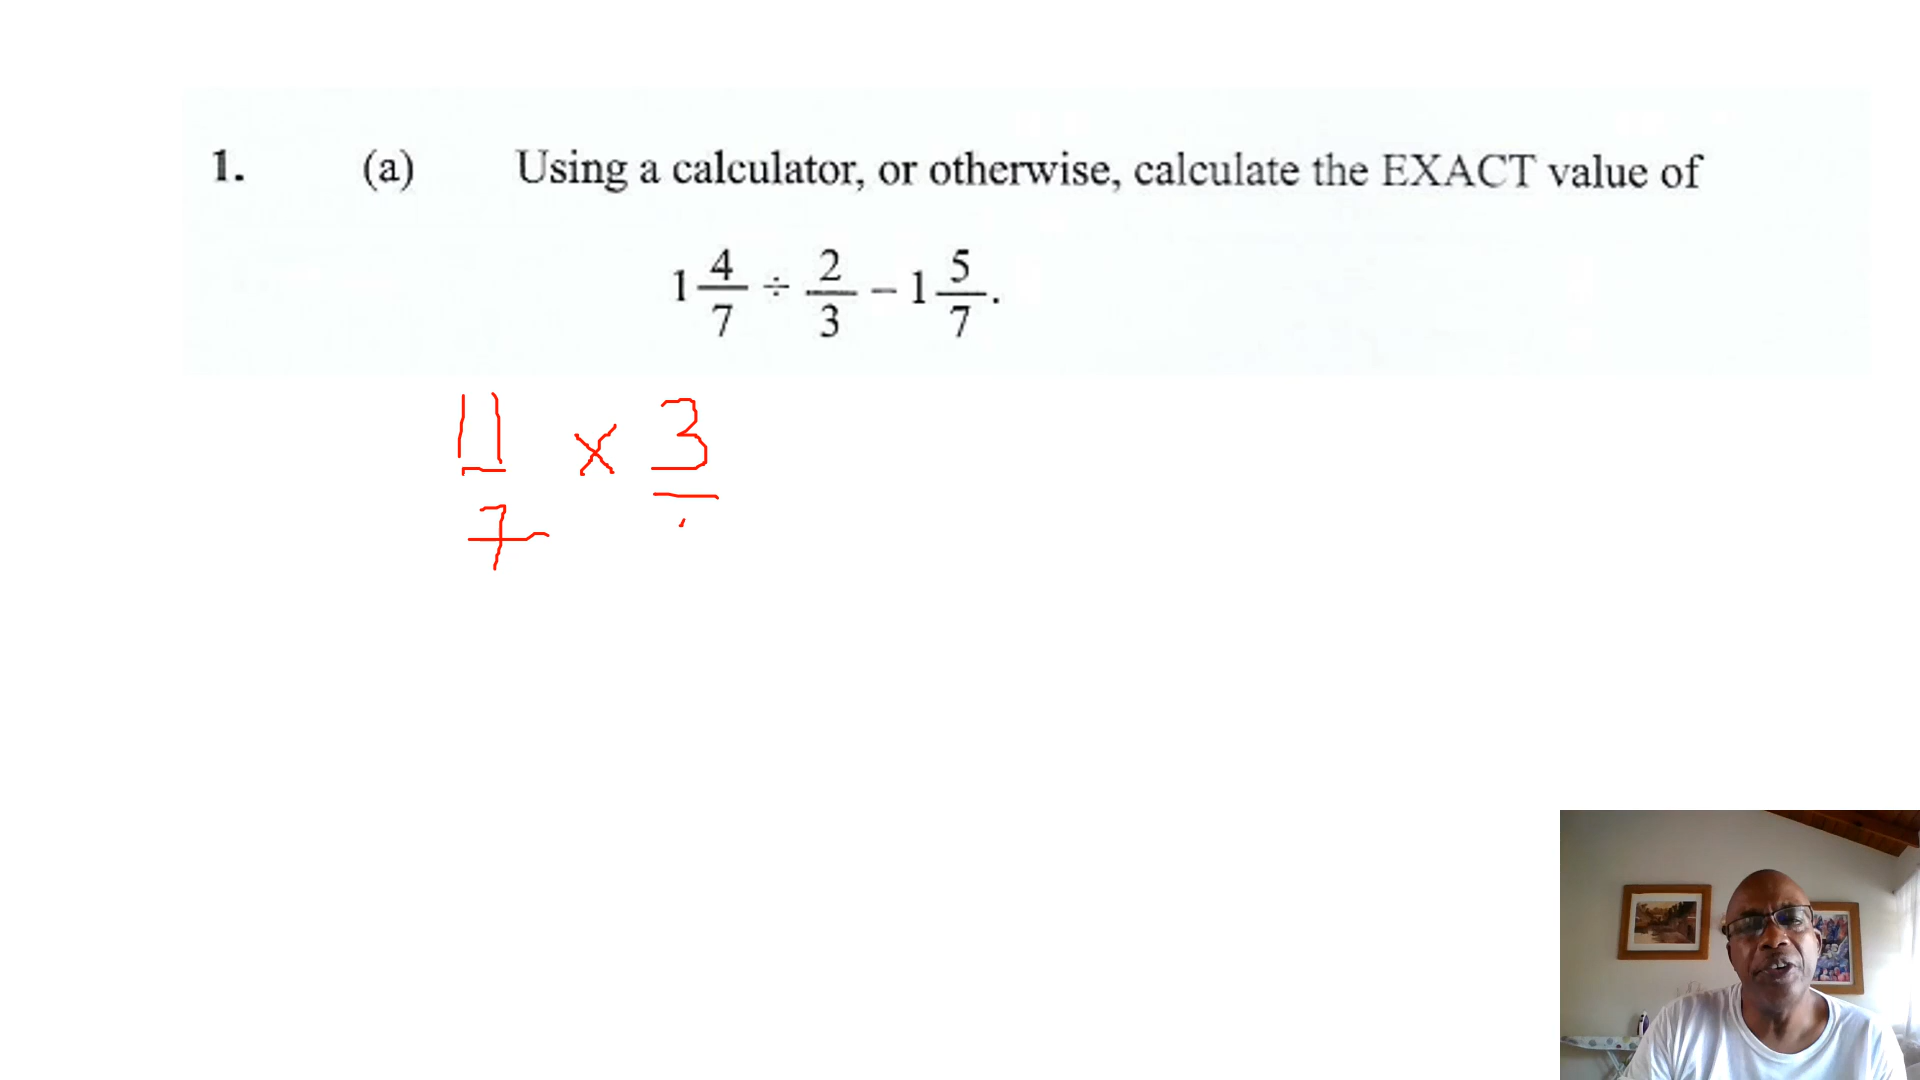 1. (a) Using a calculator, or otherwise, calculate the EXACT value of
1 4/7 ÷ 2/3 − 1 5/7.
11/7 × 3/